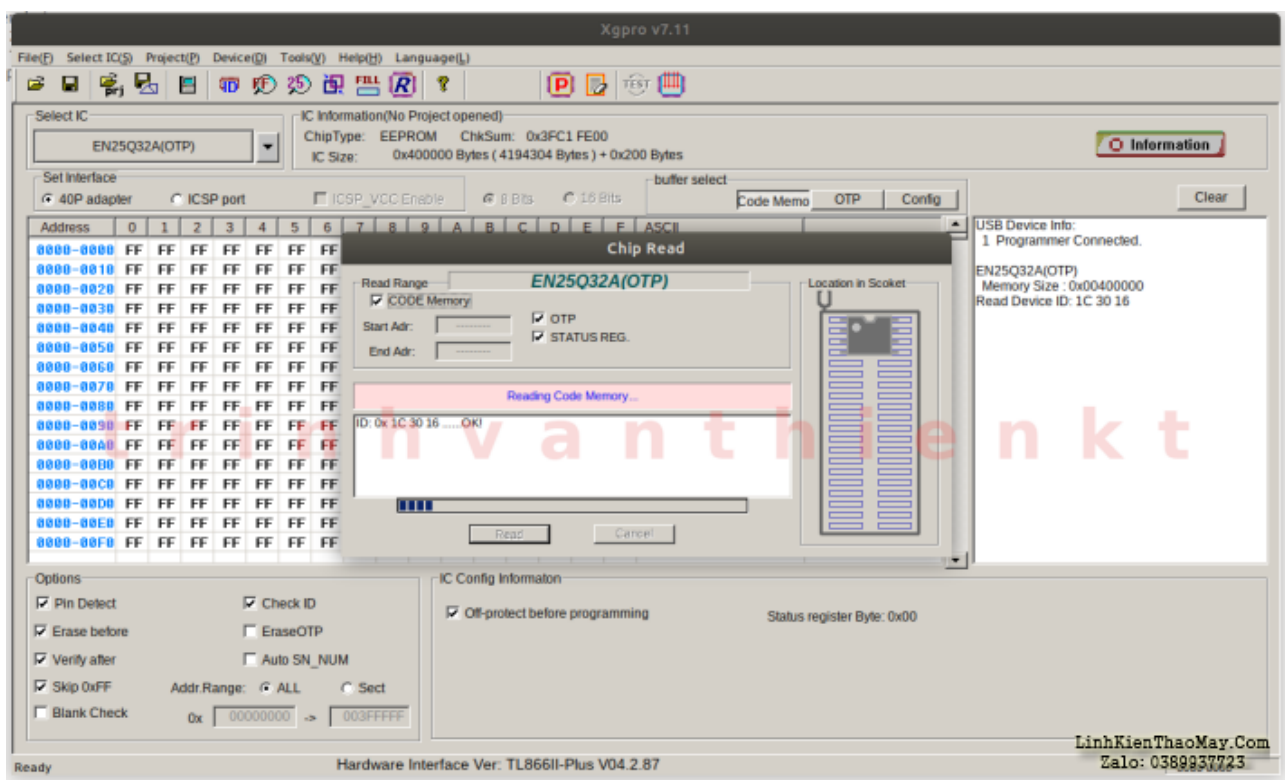 Xgpro v7.11
File(F) Select IC(S) Project(P) Device(D) Tools(V) Help(H) Language(L)
FILL
TEST
Select IC
EN25Q32A(OTP)
IC Information(No Project opened)
ChipType: EEPROM ChkSum: 0x3FC1 FE00
IC Size: 0x400000 Bytes ( 4194304 Bytes ) + 0x200 Bytes
Information
Set Interface
40P adapter ICSP port ICSP_VCC Enable 8 Bits 16 Bits
buffer select
Code Memo OTP Config
Clear
Address 0 1 2 3 4 5 6 7 8 9 A B C D E F ASCII
0000-0000 FF FF FF FF FF FF FF
0000-0010 FF FF FF FF FF FF FF
0000-0020 FF FF FF FF FF FF FF
0000-0030 FF FF FF FF FF FF FF
0000-0040 FF FF FF FF FF FF FF
0000-0050 FF FF FF FF FF FF FF
0000-0060 FF FF FF FF FF FF FF
0000-0070 FF FF FF FF FF FF FF
0000-0080 FF FF FF FF FF FF FF
0000-0090 FF FF FF FF FF FF FF
0000-00A0 FF FF FF FF FF FF FF
0000-00B0 FF FF FF FF FF FF FF
0000-00C0 FF FF FF FF FF FF FF
0000-00D0 FF FF FF FF FF FF FF
0000-00E0 FF FF FF FF FF FF FF
0000-00F0 FF FF FF FF FF FF FF
Chip Read
Read Range
EN25Q32A(OTP)
CODE Memory
Start Adr: --------
End Adr: --------
OTP
STATUS REG.
Location in Scoket
Reading Code Memory...
ID: 0x 1C 30 16 .....OK!
Read Cancel
USB Device Info:
1 Programmer Connected.
EN25Q32A(OTP)
Memory Size : 0x00400000
Read Device ID: 1C 30 16
trinhvanthienkt
Options
Pin Detect Check ID
Erase before EraseOTP
Verify after Auto SN_NUM
Skip 0xFF Addr.Range: ALL Sect
Blank Check 0x 00000000 -> 003FFFFF
IC Config Informaton
Off-protect before programming
Status register Byte: 0x00
Ready
Hardware Interface Ver: TL866II-Plus V04.2.87
LinhKienThaoMay.Com
Zalo: 0389937723